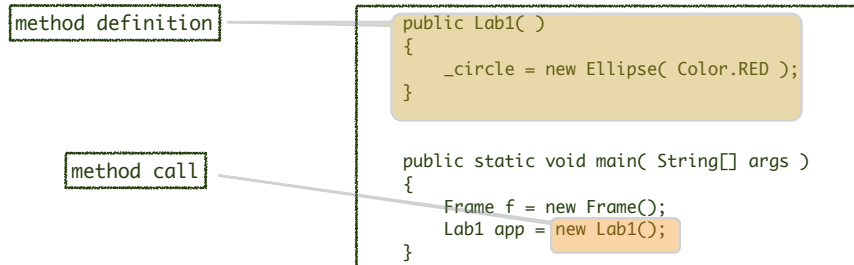 method definition
public Lab1( )
{
_circle = new Ellipse( Color.RED );
}
method call
public static void main( String[] args )
{
Frame f = new Frame();
Lab1 app = new Lab1();
}